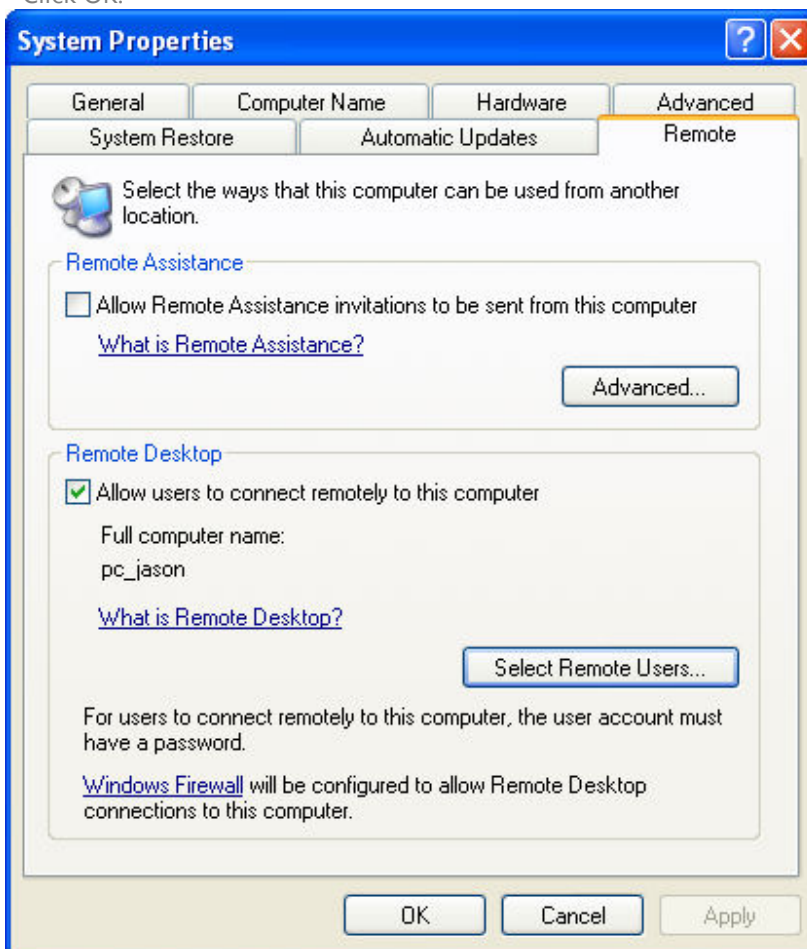 Click OK.
System Properties
General Computer Name Hardware Advanced
System Restore Automatic Updates Remote
Select the ways that this computer can be used from another
location.
Remote Assistance
Allow Remote Assistance invitations to be sent from this computer
What is Remote Assistance?
Advanced...
Remote Desktop
Allow users to connect remotely to this computer
Full computer name:
pc_jason
What is Remote Desktop?
Select Remote Users...
For users to connect remotely to this computer, the user account must
have a password.
Windows Firewall will be configured to allow Remote Desktop
connections to this computer.
OK Cancel Apply